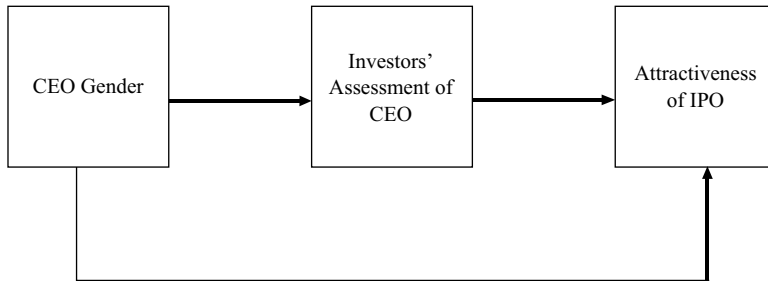 CEO Gender
Investors’
Assessment of
CEO
Attractiveness
of IPO